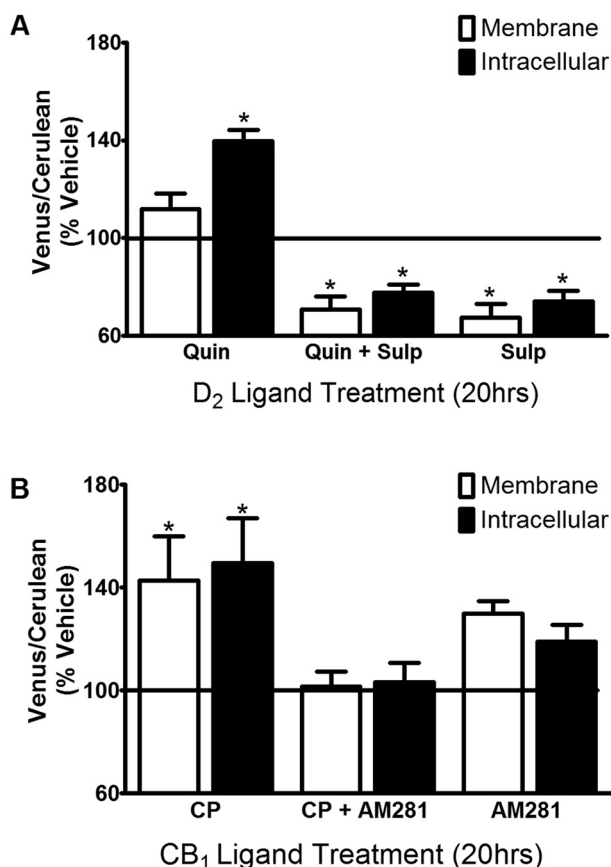 A
Membrane
Intracellular
Venus/Cerulean
(% Vehicle)
180
140
100
60
*
*
*
*
*
Quin
Quin + Sulp
Sulp
D₂ Ligand Treatment (20hrs)
B
Membrane
Intracellular
Venus/Cerulean
(% Vehicle)
180
140
100
60
*
*
CP
CP + AM281
AM281
CB₁ Ligand Treatment (20hrs)